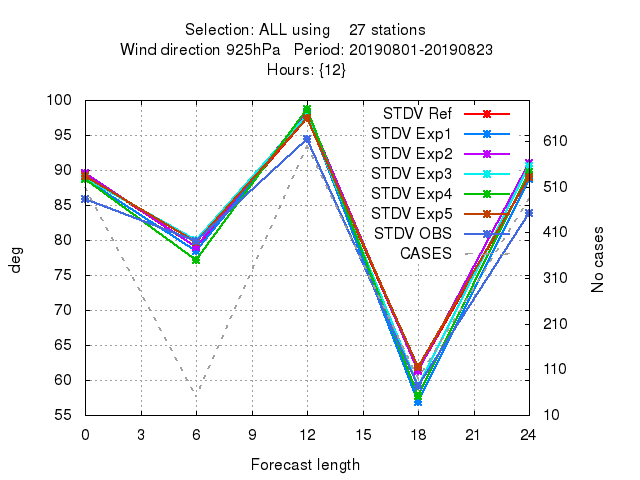 Selection: ALL using 27 stations
Wind direction 925hPa Period: 20190801-20190823
Hours: {12}
100
95
90
85
80
75
70
65
60
55
deg
STDV Ref
STDV Exp1
STDV Exp2
STDV Exp3
STDV Exp4
STDV Exp5
STDV OBS
CASES
610
510
410
310
210
110
10
No cases
0 3 6 9 12 15 18 21 24
Forecast length